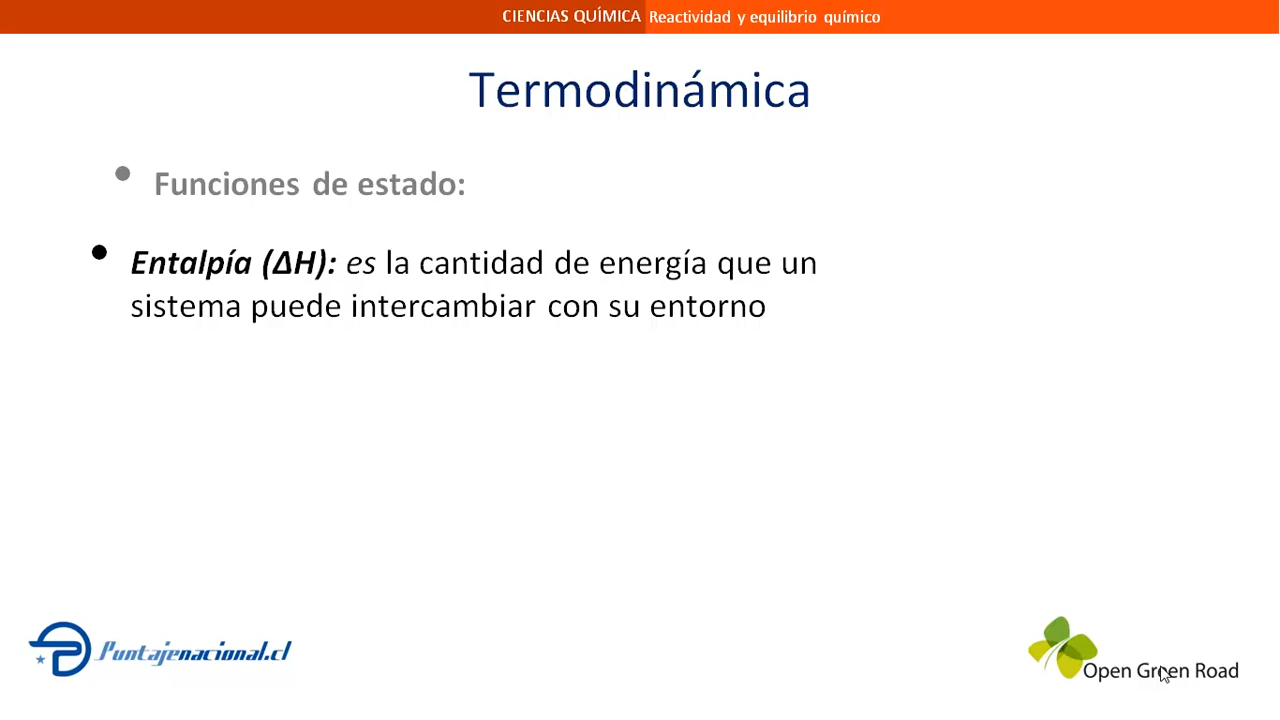 CIENCIAS QUÍMICA Reactividad y equilibrio químico
Termodinámica
• Funciones de estado:
• Entalpía (ΔH): es la cantidad de energía que un
sistema puede intercambiar con su entorno
Puntajenacional.cl
Open Green Road